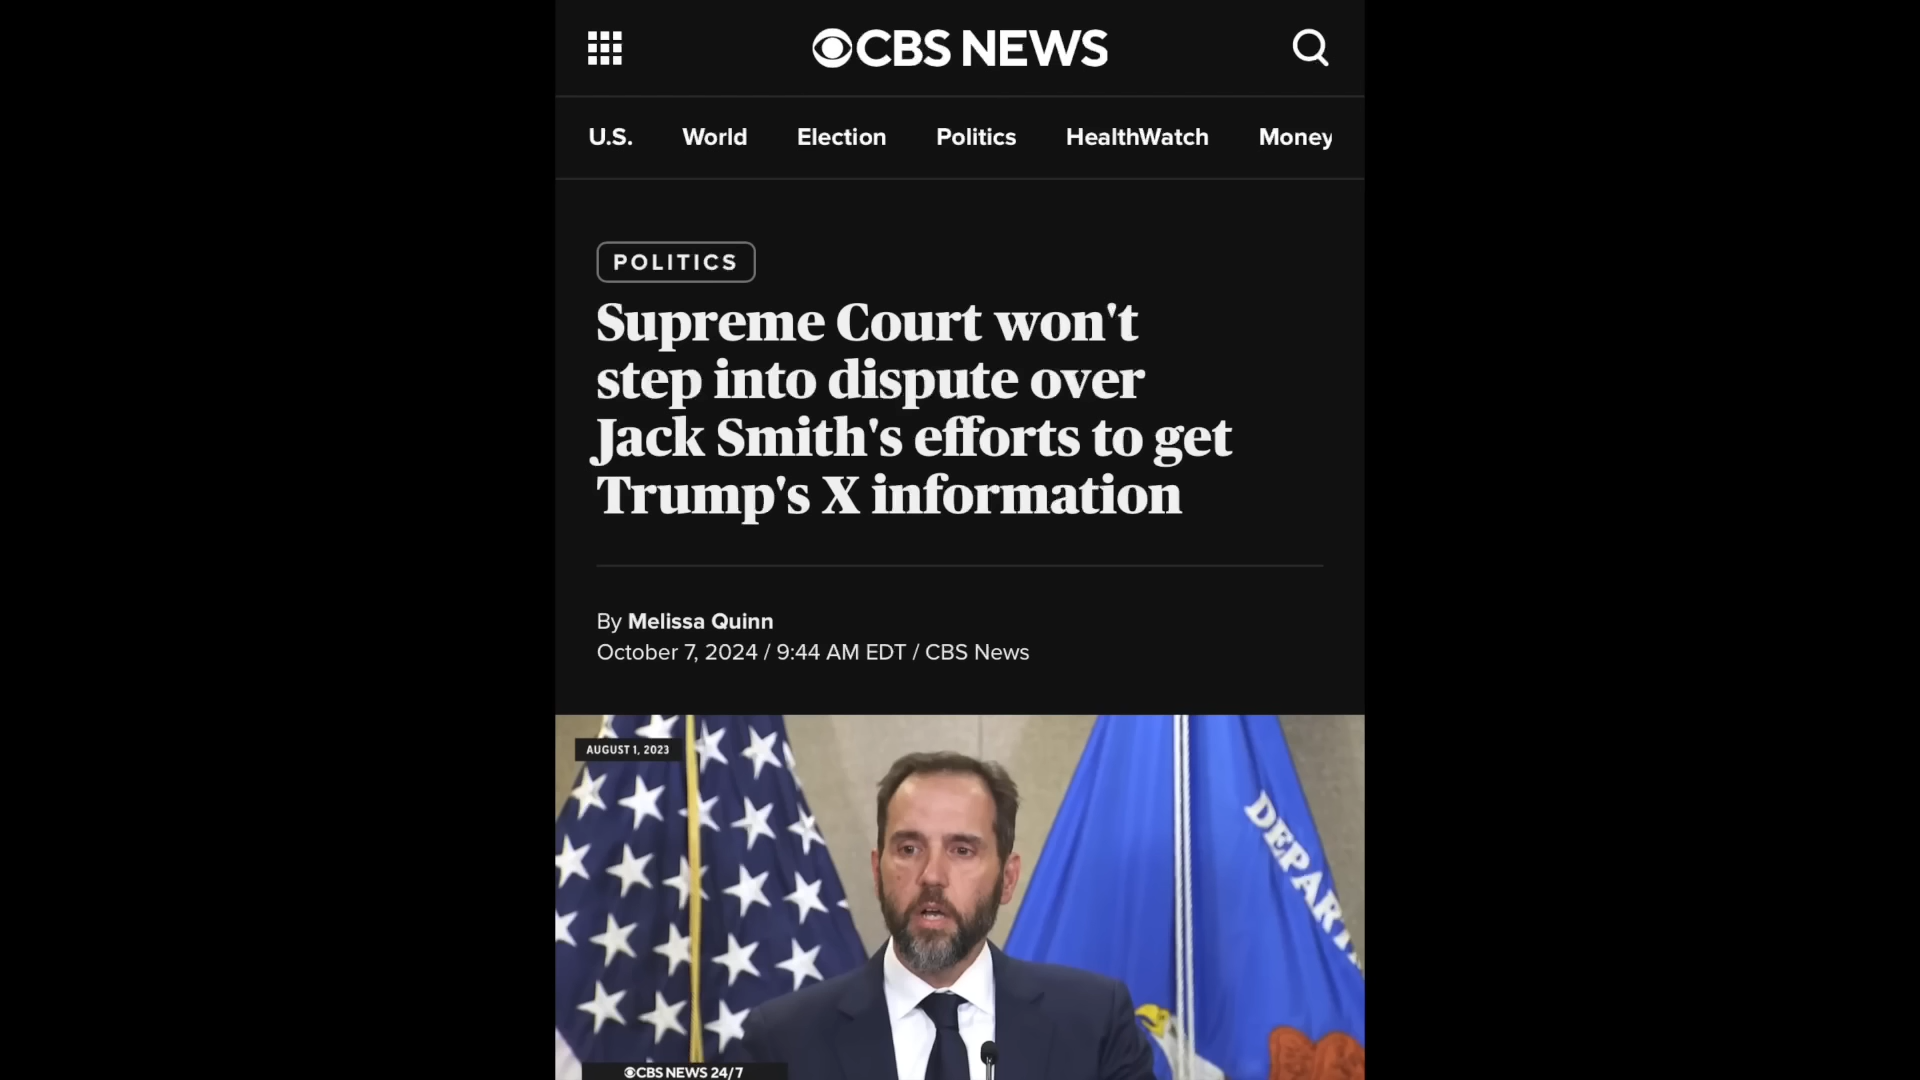 CBS NEWS
U.S. World Election Politics HealthWatch Money
POLITICS
Supreme Court won't
step into dispute over
Jack Smith's efforts to get
Trump's X information
By Melissa Quinn
October 7, 2024 / 9:44 AM EDT / CBS News
AUGUST 1, 2023
DEPART
CBS NEWS 24/7